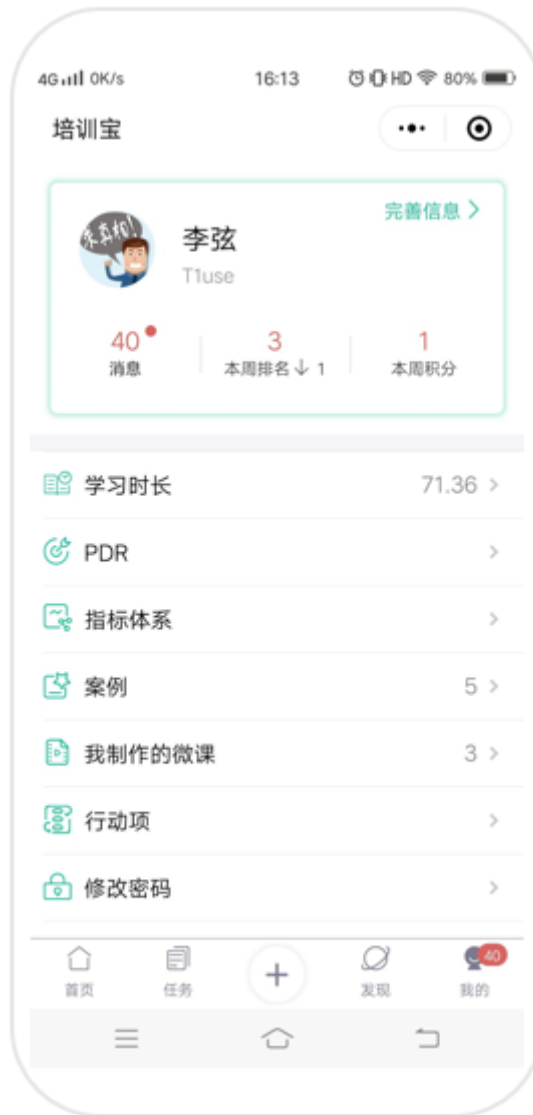 4G 0K/s 16:13 HD 80%
培训宝
完善信息
求真相!
李弦
T1use
40 3 1
消息 本周排名↓ 1 本周积分
学习时长 71.36
PDR
指标体系
案例 5
我制作的微课 3
行动项
修改密码
40
首页 任务 + 发现 我的